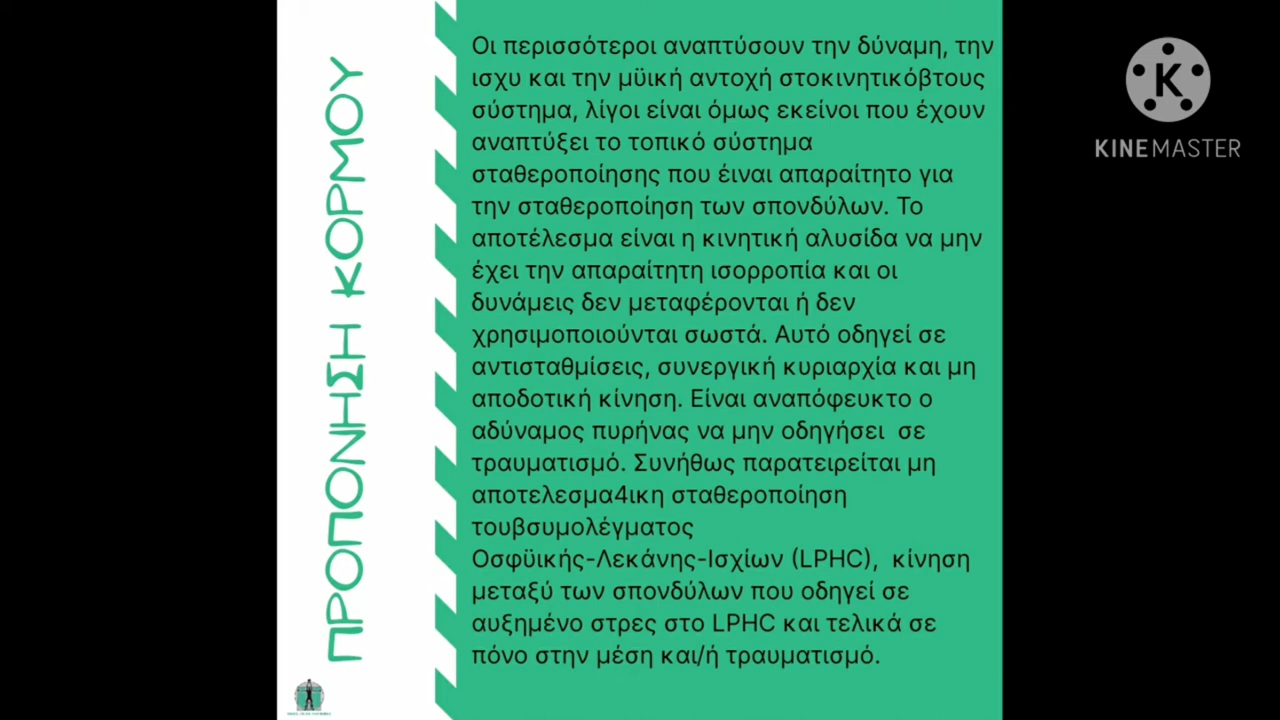 ΠΡΟΠΟΝΗΣΗ ΚΟΡΜΟΥ
Οι περισσότεροι αναπτύσουν την δύναμη, την
ισχυ και την μϋική αντοχή στοκινητικόβτους
σύστημα, λίγοι είναι όμως εκείνοι που έχουν
αναπτύξει το τοπικό σύστημα
σταθεροποίησης που έιναι απαραίτητο για
την σταθεροποίηση των σπονδύλων. Το
αποτέλεσμα είναι η κινητική αλυσίδα να μην
έχει την απαραίτητη ισορροπία και οι
δυνάμεις δεν μεταφέρονται ή δεν
χρησιμοποιούνται σωστά. Αυτό οδηγεί σε
αντισταθμίσεις, συνεργική κυριαρχία και μη
αποδοτική κίνηση. Είναι αναπόφευκτο ο
αδύναμος πυρήνας να μην οδηγήσει  σε
τραυματισμό. Συνήθως παρατειρείται μη
αποτελεσμα4ικη σταθεροποίηση
τουβσυμολέγματος
Οσφϋικής-Λεκάνης-Ισχίων (LPHC),  κίνηση
μεταξύ των σπονδύλων που οδηγεί σε
αυξημένο στρες στο LPHC και τελικά σε
πόνο στην μέση και/ή τραυματισμό.
K
KINEMASTER